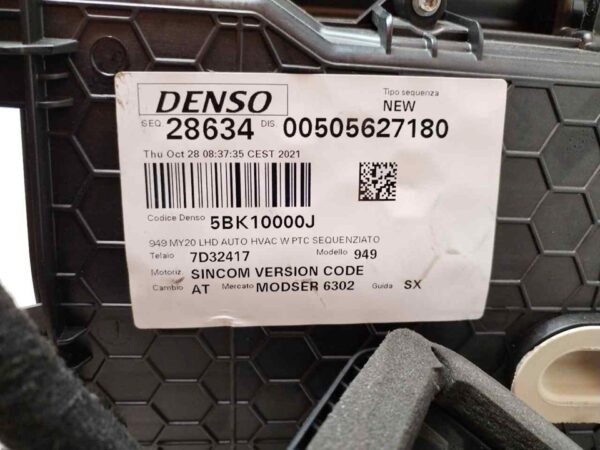 DENSO
Tipo sequenza
NEW
SEQ. 28634 DIS. 00505627180
Thu Oct 28 08:37:35 CEST 2021
Codice Denso 5BK10000J
949 MY20 LHD AUTO HVAC W PTC SEQUENZIATO
Telaio 7D32417 Modello 949
Motoriz. SINCOM VERSION CODE
Cambio AT Mercato MODSER 6302 Guida SX